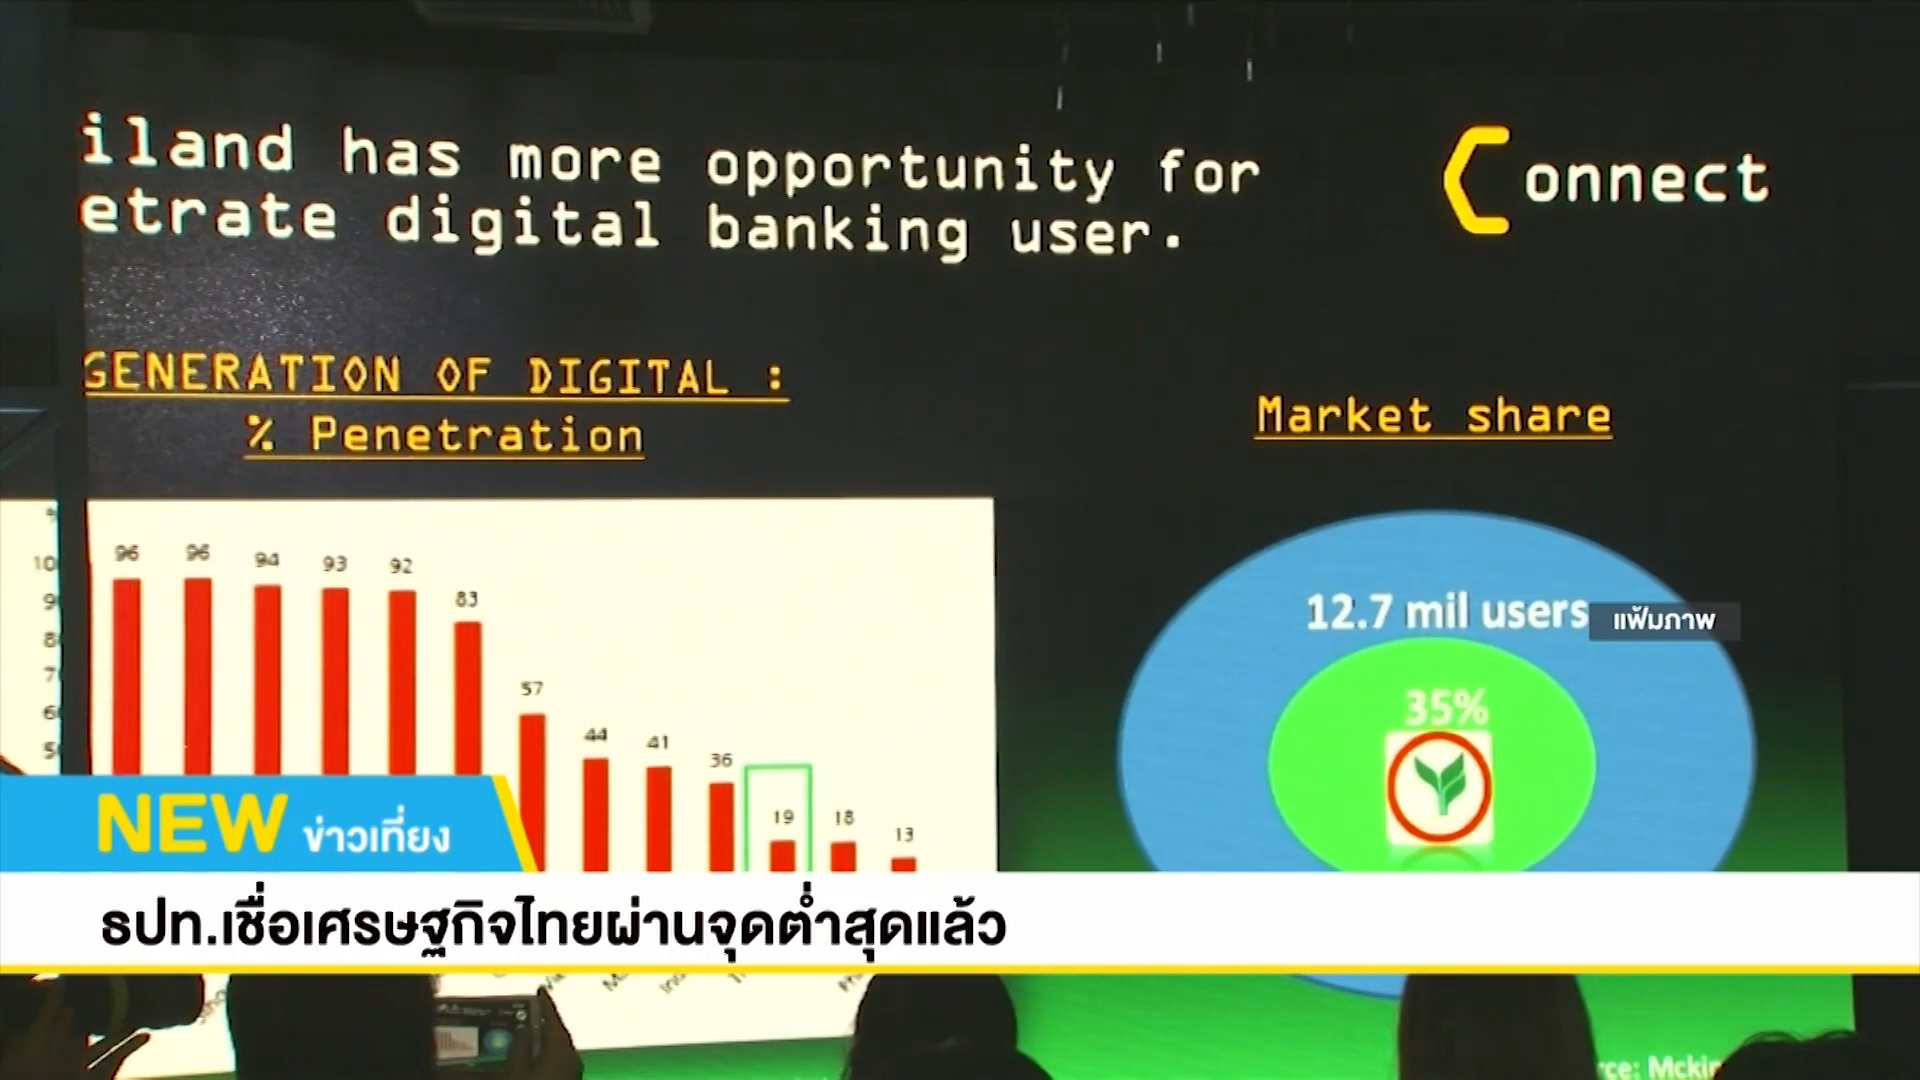 iland has more opportunity for
etrate digital banking user.
onnect
GENERATION OF DIGITAL :
% Penetration
Market share
96 96 94 93 92 83 57 44 41 36 19 18 13
12.7 mil users
แฟ้มภาพ
35%
NEW ข่าวเที่ยง
ธปท.เชื่อเศรษฐกิจไทยผ่านจุดต่ำสุดแล้ว